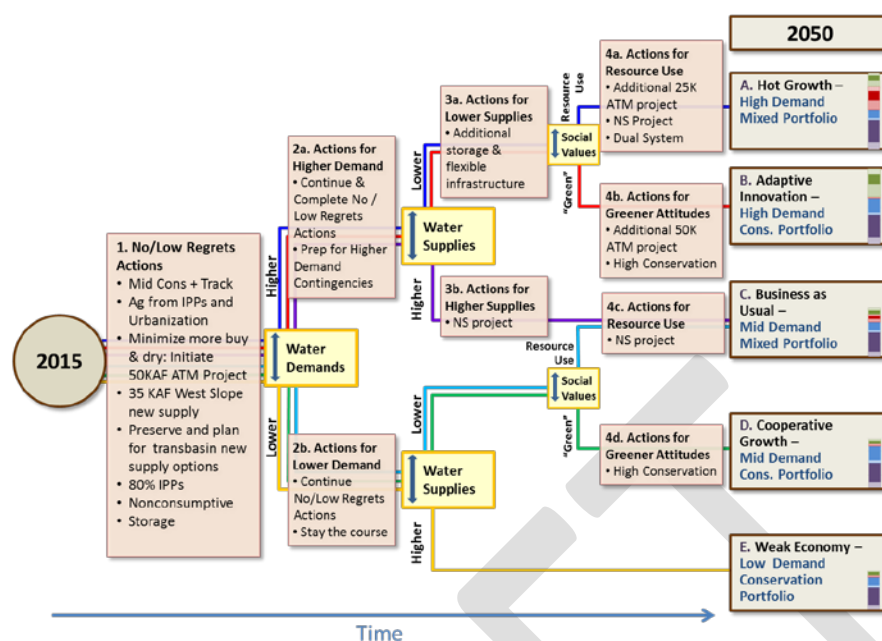 2050
4a. Actions for
Resource Use
• Additional 25K
ATM project
• NS Project
• Dual System
Resource
Use
A. Hot Growth –
High Demand
Mixed Portfolio
3a. Actions for
Lower Supplies
• Additional
storage &
flexible
infrastructure
Social
Values
2a. Actions for
Higher Demand
• Continue &
Complete No /
Low Regrets
Actions
• Prep for Higher
Demand
Contingencies
Lower
"Green"
4b. Actions for
Greener Attitudes
• Additional 50K
ATM project
• High Conservation
B. Adaptive
Innovation –
High Demand
Cons. Portfolio
Water
Supplies
1. No/Low Regrets
Actions
• Mid Cons + Track
• Ag from IPPs and
Urbanization
• Minimize more buy
& dry: Initiate
50KAF ATM Project
• 35 KAF West Slope
new supply
• Preserve and plan
for transbasin new
supply options
• 80% IPPs
• Nonconsumptive
• Storage
Higher
Higher
3b. Actions for
Higher Supplies
• NS project
4c. Actions for
Resource Use
• NS project
C. Business as
Usual –
Mid Demand
Mixed Portfolio
2015
Water
Demands
Resource
Use
Social
Values
Lower
Lower
2b. Actions for
Lower Demand
• Continue
No/Low Regrets
Actions
• Stay the course
Water
Supplies
"Green"
4d. Actions for
Greener Attitudes
• High Conservation
D. Cooperative
Growth –
Mid Demand
Cons. Portfolio
Higher
E. Weak Economy –
Low Demand
Conservation
Portfolio
Time